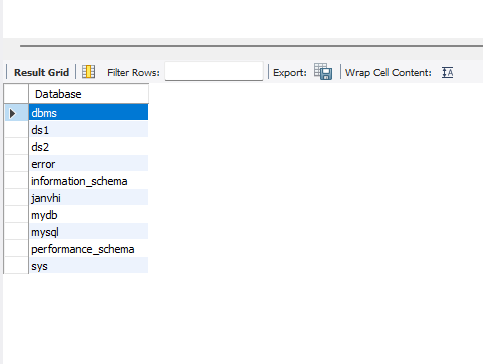 Result Grid Filter Rows: Export: Wrap Cell Content:
Database
dbms
ds1
ds2
error
information_schema
janvhi
mydb
mysql
performance_schema
sys